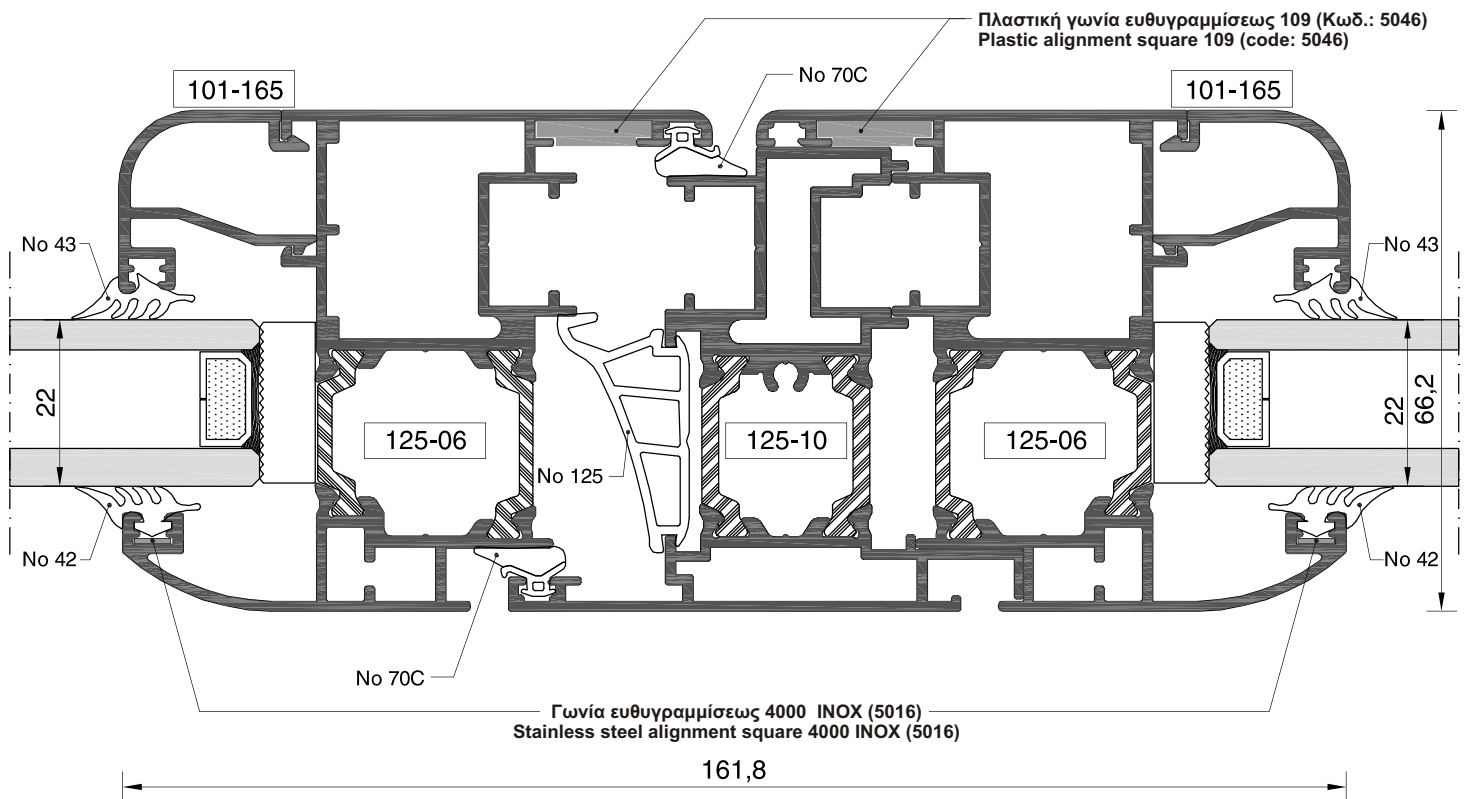 Πλαστική γωνία ευθυγραμμίσεως 109 (Κωδ.: 5046)
Plastic alignment square 109 (code: 5046)
No 70C
101-165
101-165
No 43
No 43
22
22
66,2
125-06
125-10
125-06
No 125
No 42
No 42
No 70C
Γωνία ευθυγραμμίσεως 4000 INOX (5016)
Stainless steel alignment square 4000 INOX (5016)
161,8